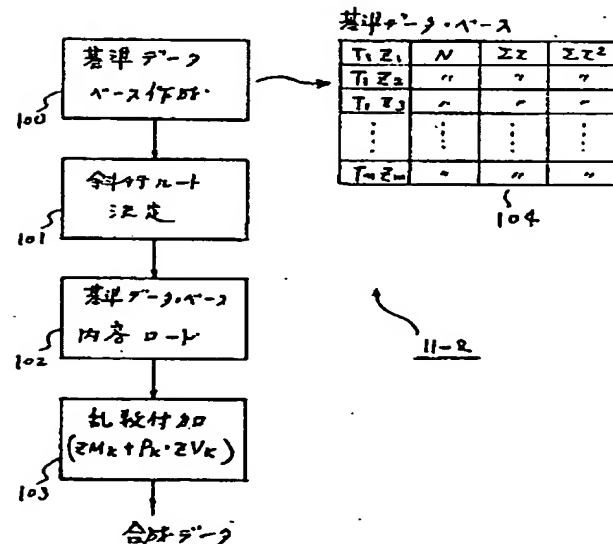 基準データ
ベース作成
100
斜行ルート
決定
101
基準データ・ベース
内容ロード
102
乱数付加
(ZMK + PK・ZVK)
103
合成データ
基準データ・ベース
T1 Z1 N ΣZ ΣZ²
T1 Z2 〃 〃 〃
T1 Z3 〃 〃 〃
Tm Zm 〃 〃 〃
104
11-2